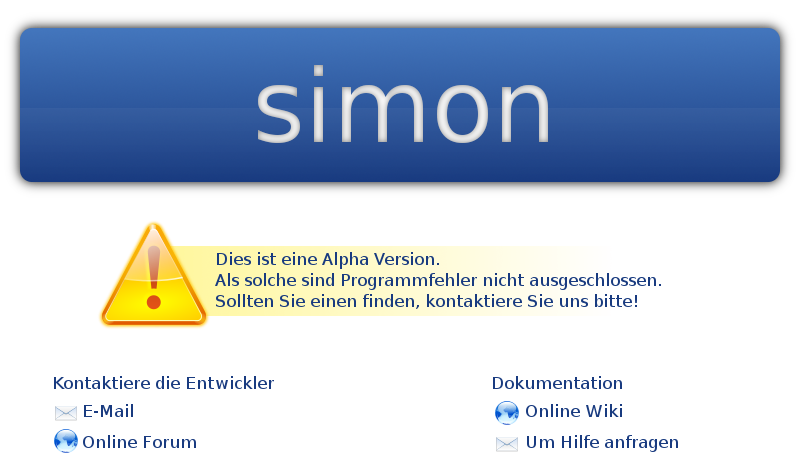 simon
Dies ist eine Alpha Version.
Als solche sind Programmfehler nicht ausgeschlossen.
Sollten Sie einen finden, kontaktiere Sie uns bitte!
Kontaktiere die Entwickler
E-Mail
Online Forum
Dokumentation
Online Wiki
Um Hilfe anfragen